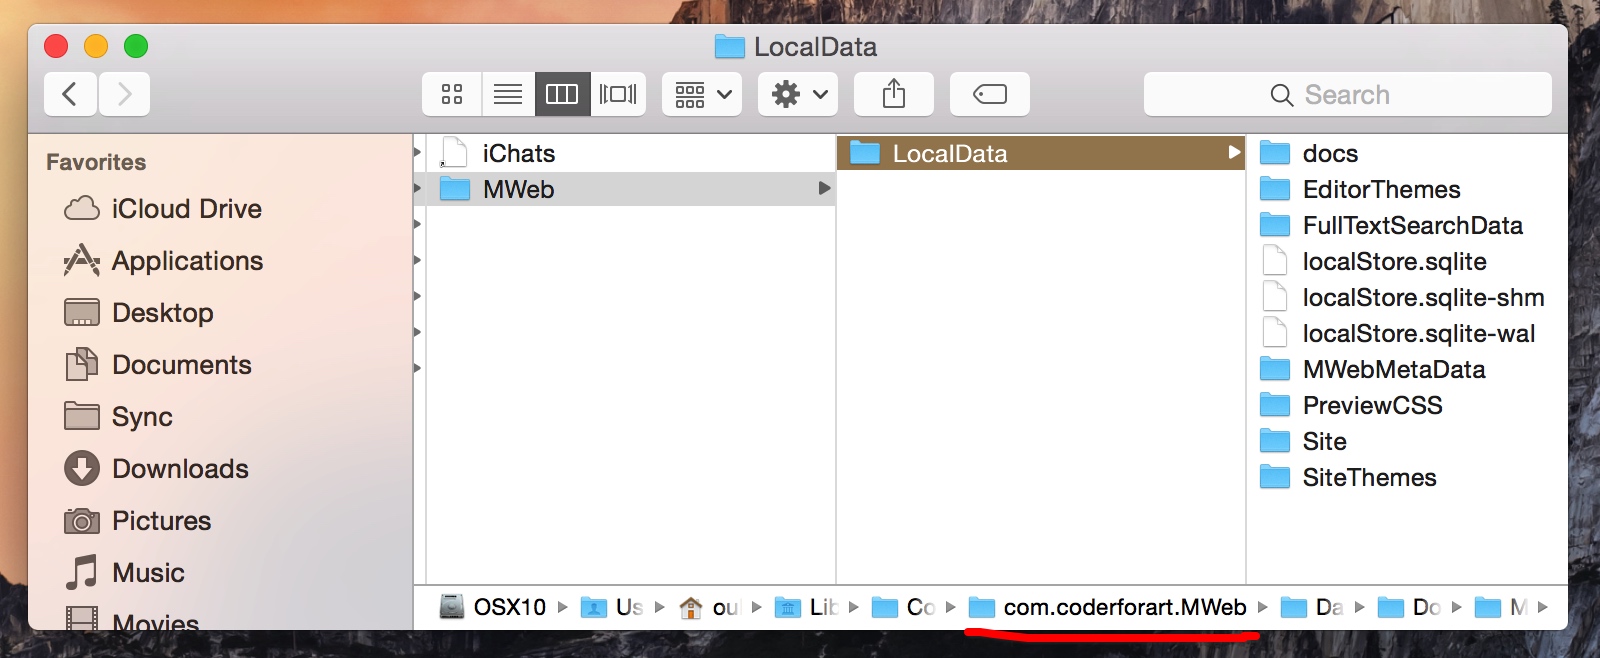 LocalData
Search
Favorites
iCloud Drive
Applications
Desktop
Documents
Sync
Downloads
Pictures
Music
Movies
iChats
MWeb
LocalData
docs
EditorThemes
FullTextSearchData
localStore.sqlite
localStore.sqlite-shm
localStore.sqlite-wal
MWebMetaData
PreviewCSS
Site
SiteThemes
OSX10 Us ou Lib Co com.coderforart.MWeb Da Do M